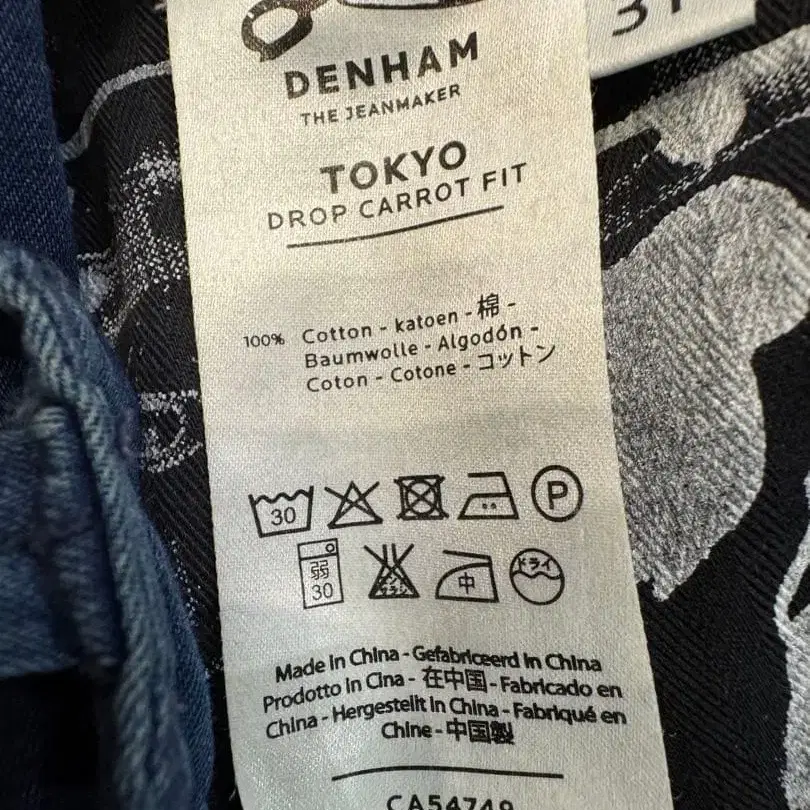 31
DENHAM
THE JEANMAKER
TOKYO
DROP CARROT FIT
100% Cotton - katoen - 棉 -
Baumwolle - Algodón -
Coton - Cotone - コットン
30 P
弱 中 ドライ
30
Made in China - Gefabriceerd in China
Prodotto in Cina - 在中国 - Fabricado en
China - Hergestellt in China - Fabriqué en
Chine - 中国製
CA54749